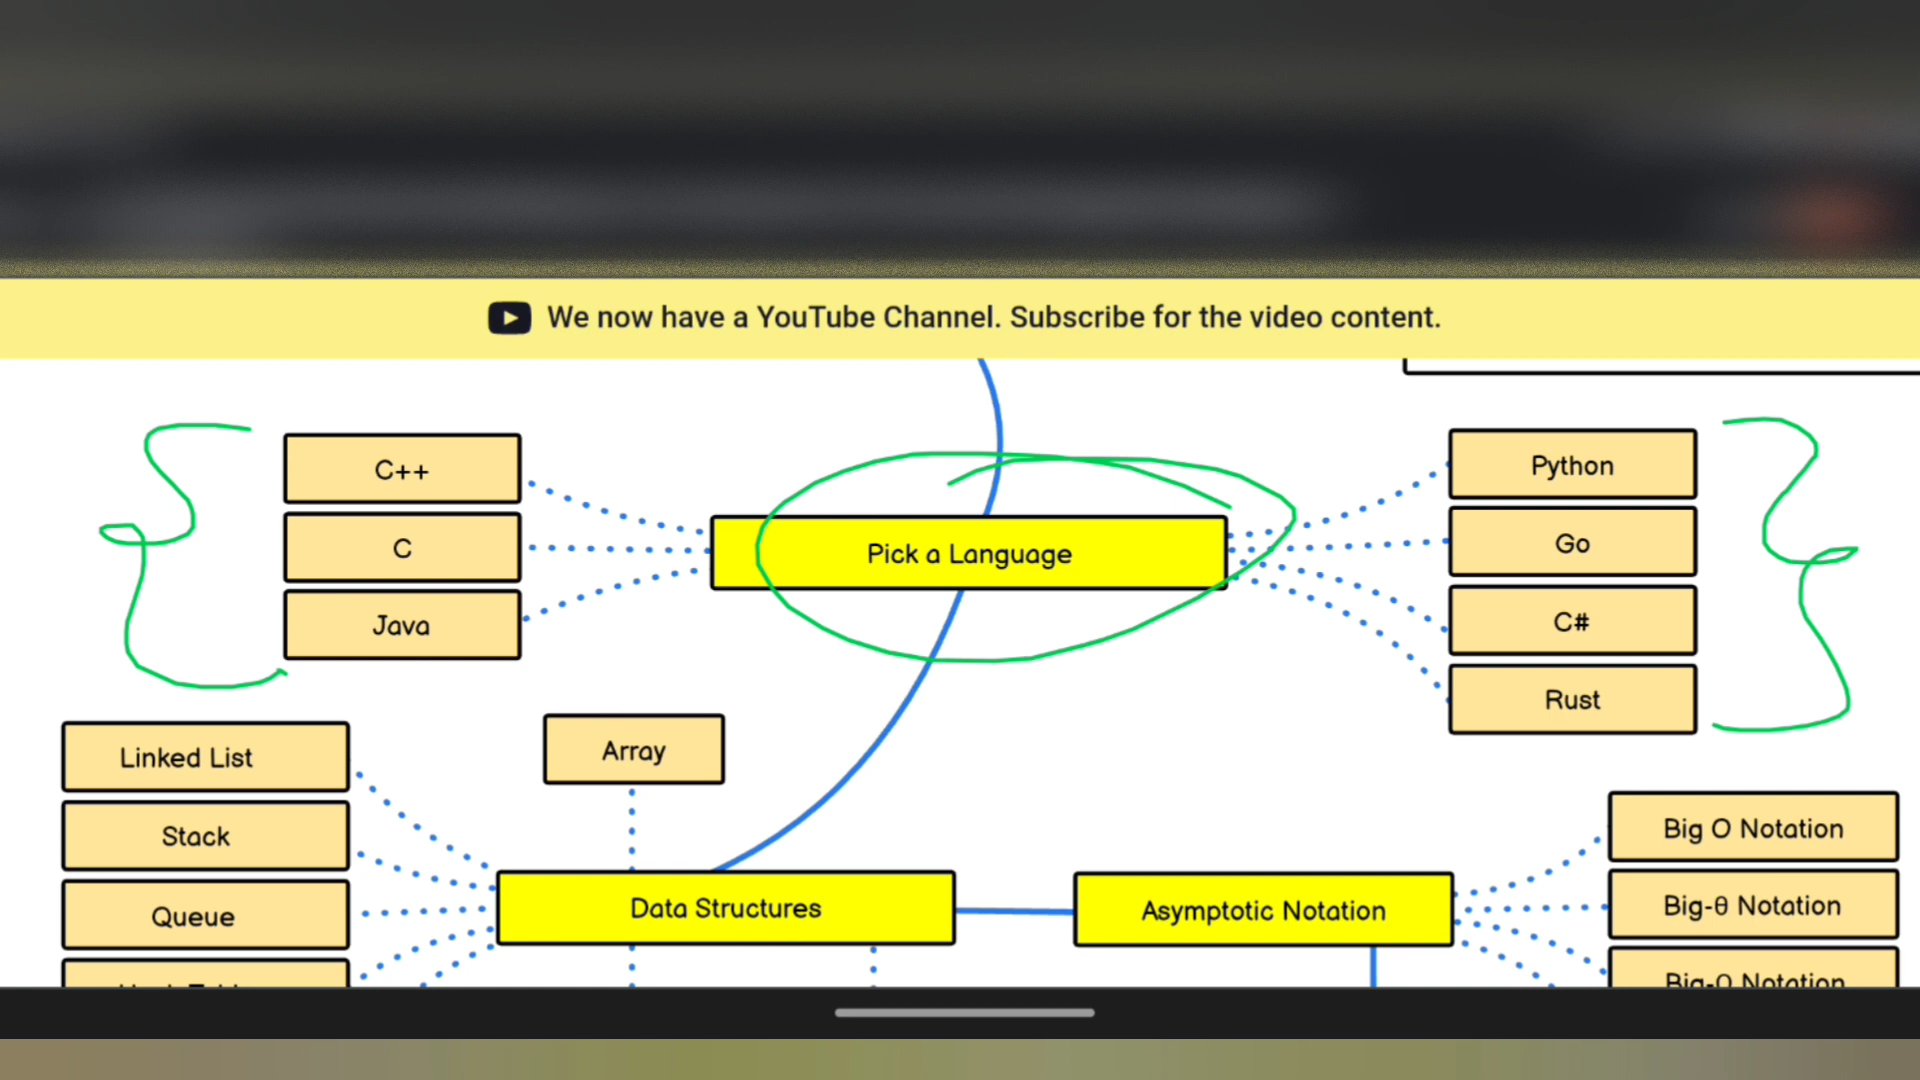 We now have a YouTube Channel. Subscribe for the video content.
C++
C
Java
Pick a Language
Python
Go
C#
Rust
Linked List
Stack
Queue
Array
Data Structures
Asymptotic Notation
Big O Notation
Big-θ Notation
Notation